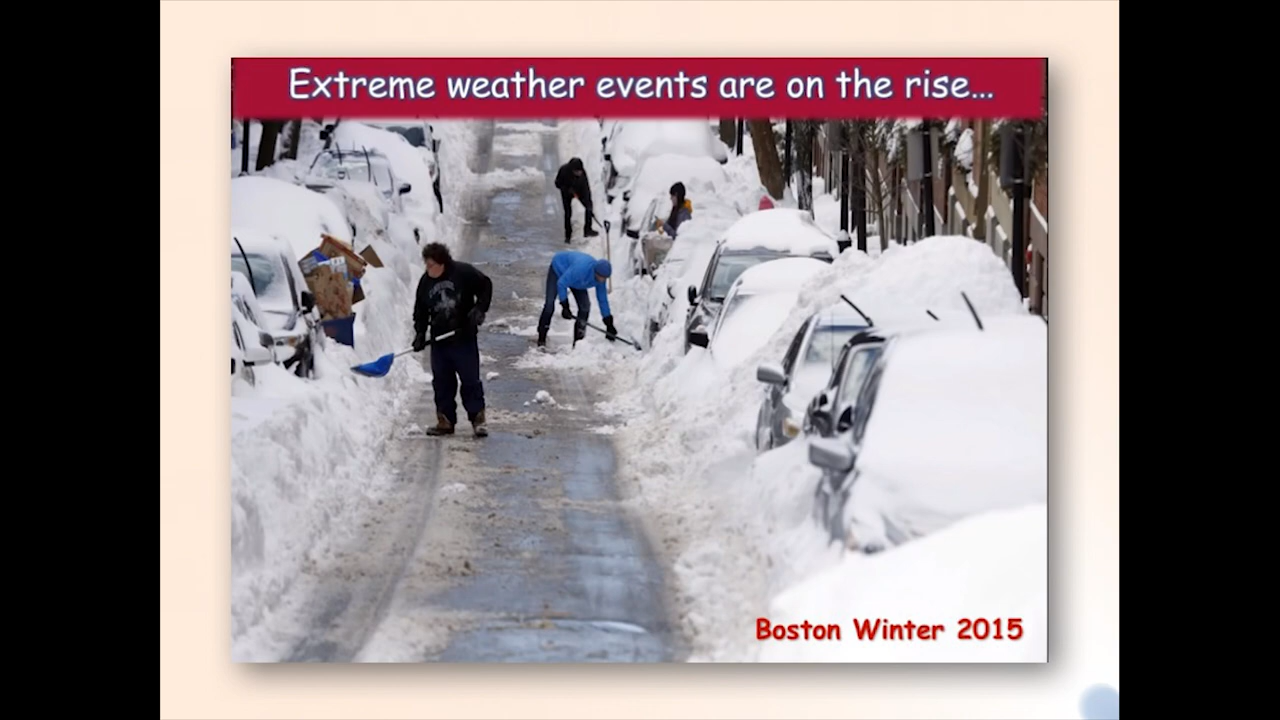 Extreme weather events are on the rise...
Boston Winter 2015